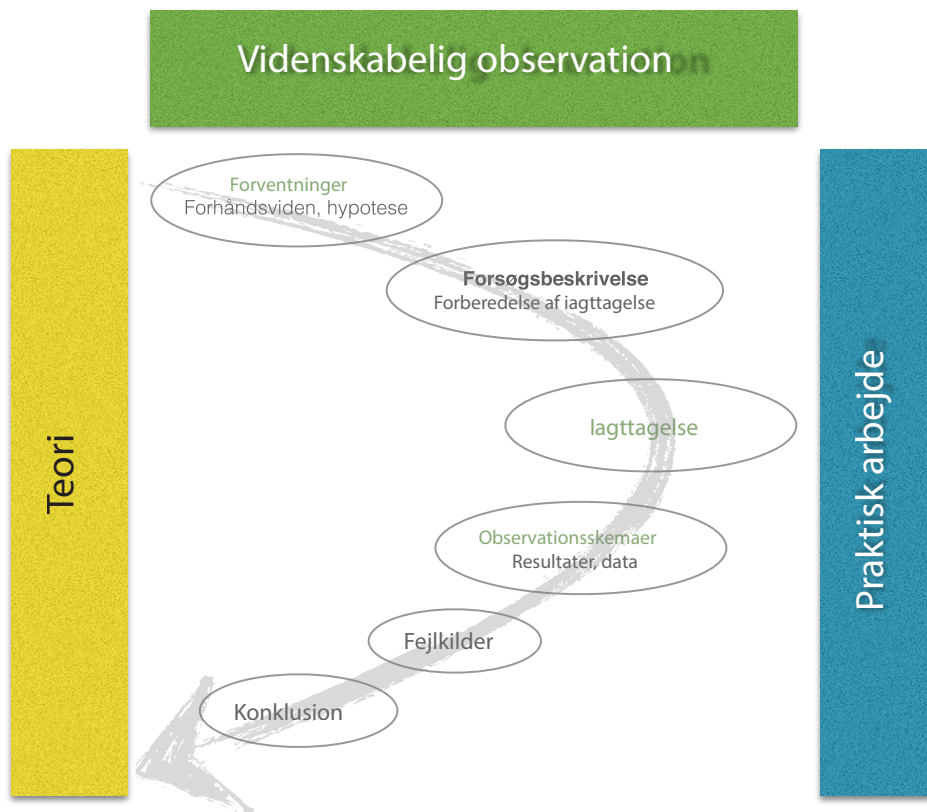 Videnskabelig observation
Forventninger
Forhåndsviden, hypotese
Forsøgsbeskrivelse
Forberedelse af iagttagelse
Iagttagelse
Observationsskemaer
Resultater, data
Fejlkilder
Konklusion
Teori
Praktisk arbejde